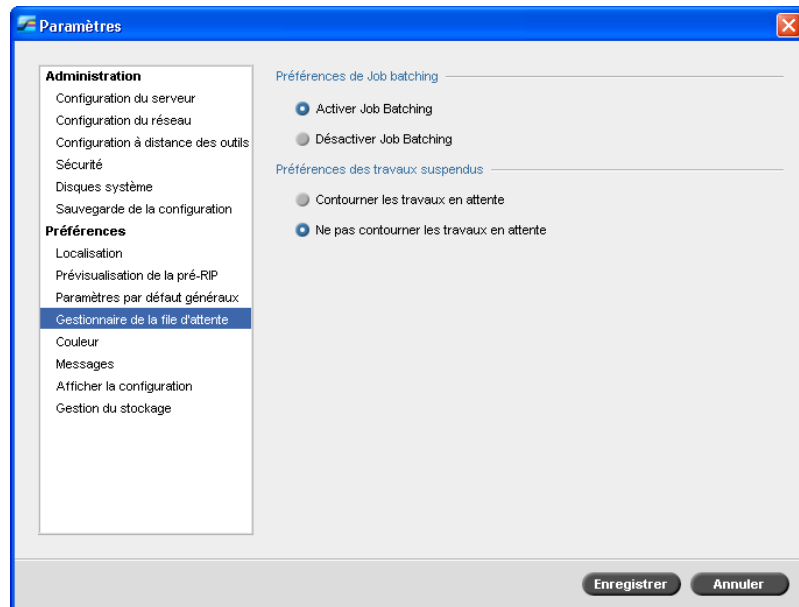 Paramètres
Administration
Configuration du serveur
Configuration du réseau
Configuration à distance des outils
Sécurité
Disques système
Sauvegarde de la configuration
Préférences
Localisation
Prévisualisation de la pré-RIP
Paramètres par défaut généraux
Gestionnaire de la file d'attente
Couleur
Messages
Afficher la configuration
Gestion du stockage
Préférences de Job batching
Activer Job Batching
Désactiver Job Batching
Préférences des travaux suspendus
Contourner les travaux en attente
Ne pas contourner les travaux en attente
Enregistrer
Annuler